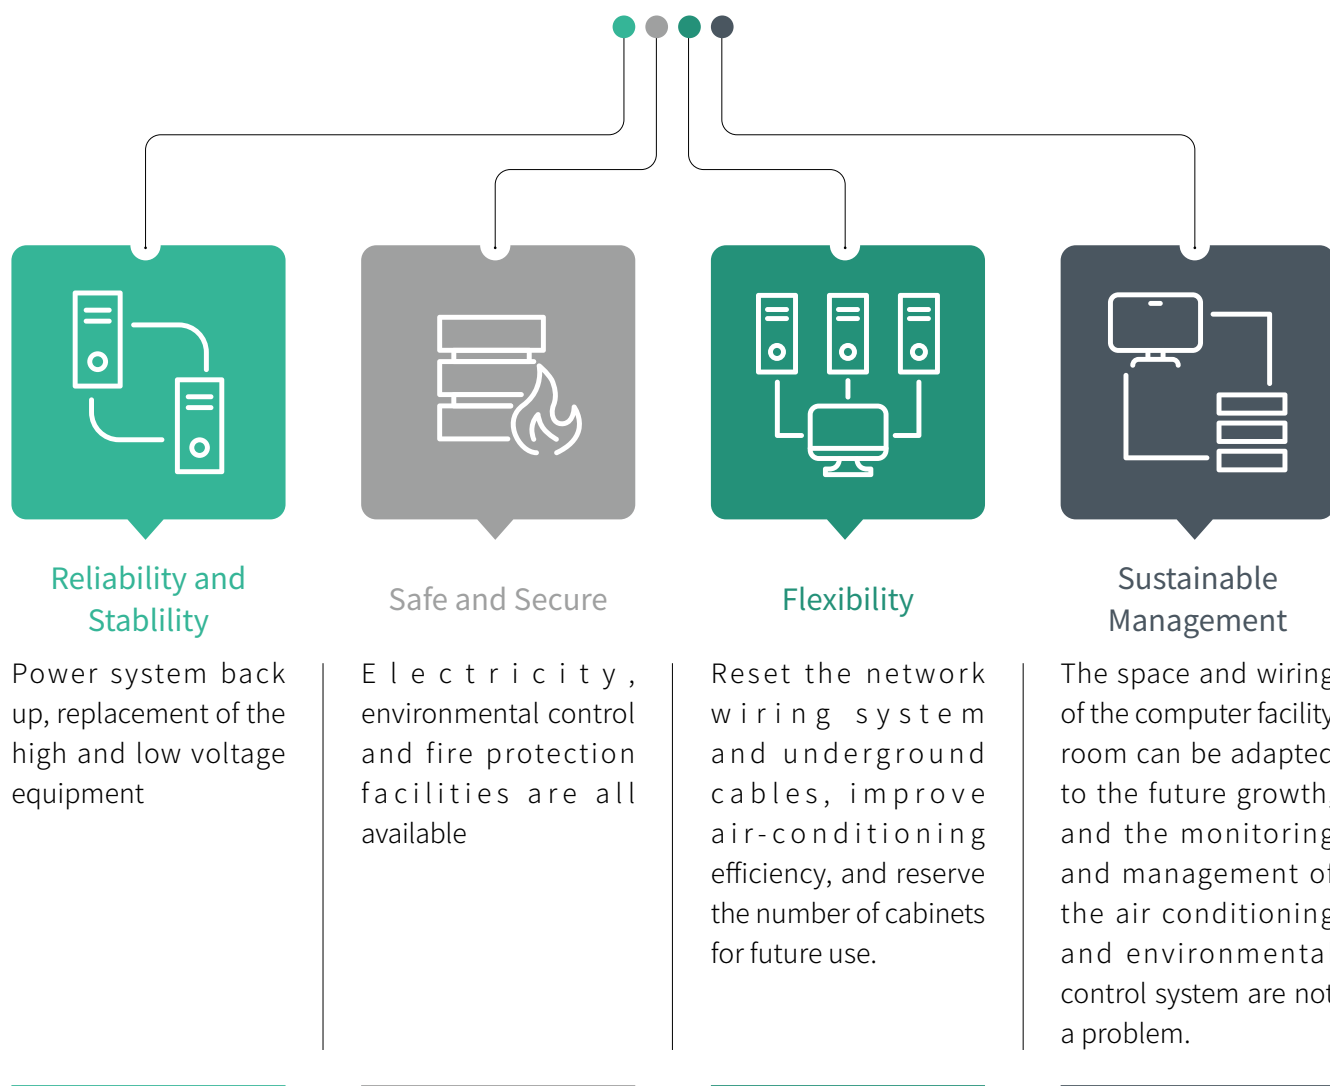 Reliability and
Stablility
Power system back
up, replacement of the
high and low voltage
equipment
Safe and Secure
Electricity,
environmental control
and fire protection
facilities are all
available
Flexibility
Reset the network
wiring system
and underground
cables, improve
air-conditioning
efficiency, and reserve
the number of cabinets
for future use.
Sustainable
Management
The space and wiring
of the computer facility
room can be adapted
to the future growth,
and the monitoring
and management of
the air conditioning
and environmenta
control system are not
a problem.